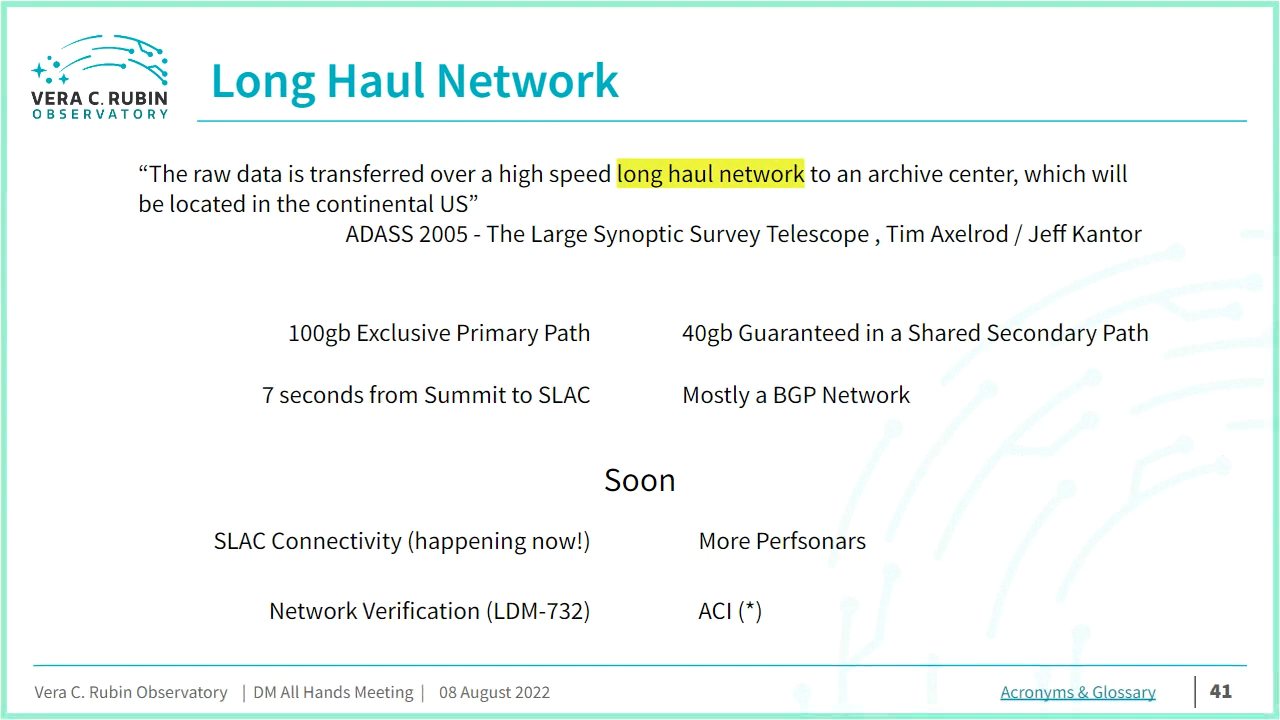 VERA C. RUBIN
OBSERVATORY
Long Haul Network
“The raw data is transferred over a high speed long haul network to an archive center, which will
be located in the continental US”
ADASS 2005 - The Large Synoptic Survey Telescope , Tim Axelrod / Jeff Kantor
100gb Exclusive Primary Path
40gb Guaranteed in a Shared Secondary Path
7 seconds from Summit to SLAC
Mostly a BGP Network
Soon
SLAC Connectivity (happening now!)
More Perfsonars
Network Verification (LDM-732)
ACI (*)
Vera C. Rubin Observatory | DM All Hands Meeting | 08 August 2022
Acronyms & Glossary
41